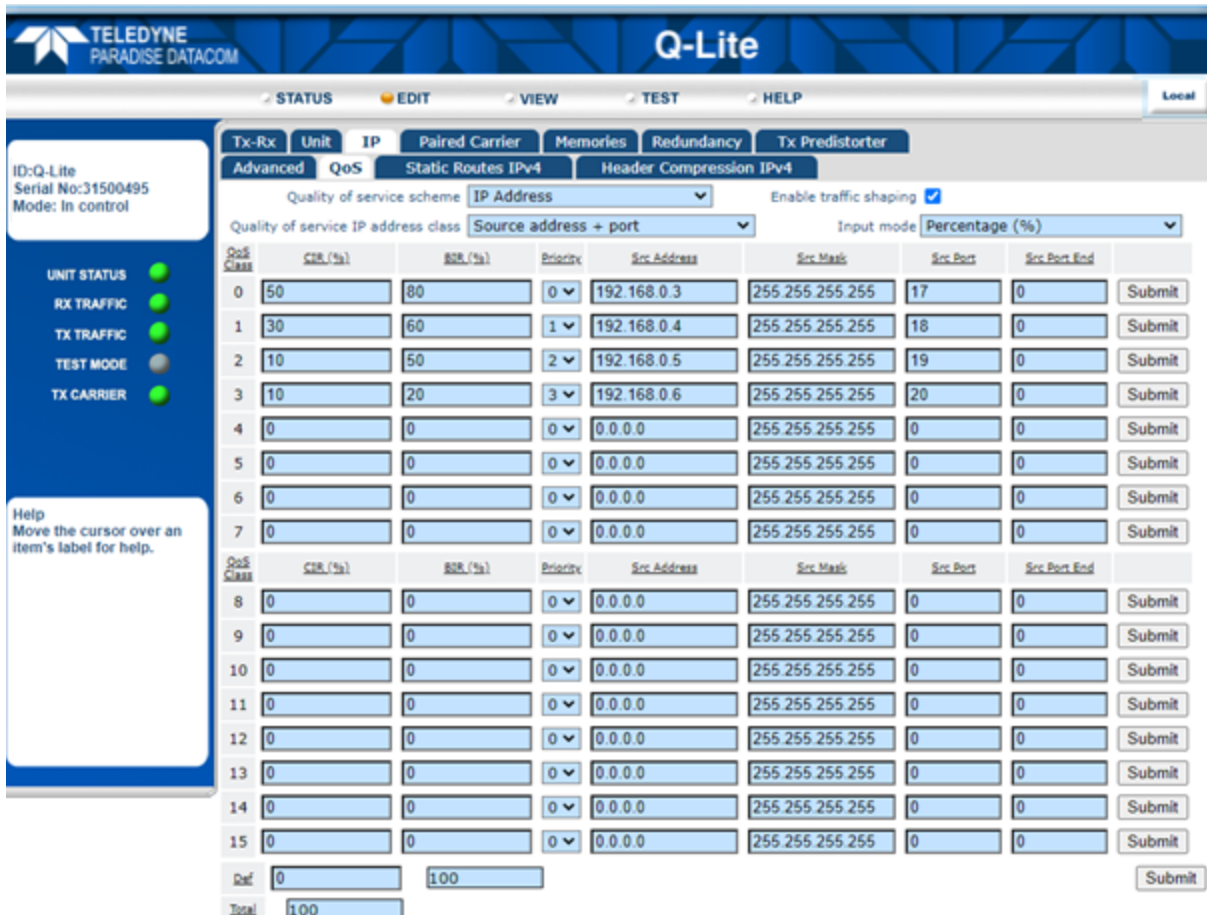 TELEDYNE
PARADISE DATACOM
Q-Lite
STATUS EDIT VIEW TEST HELP Local
Tx-Rx Unit IP Paired Carrier Memories Redundancy Tx Predistorter
Advanced QoS Static Routes IPv4 Header Compression IPv4
ID:Q-Lite
Serial No:31500495
Mode: In control
UNIT STATUS
RX TRAFFIC
TX TRAFFIC
TEST MODE
TX CARRIER
Help
Move the cursor over an
item's label for help.
Quality of service scheme IP Address Enable traffic shaping
Quality of service IP address class Source address + port Input mode Percentage (%)
QoS Class CIR (%) BIR (%) Priority Src Address Src Mask Src Port Src Port End
0 50 80 0 192.168.0.3 255.255.255.255 17 0 Submit
1 30 60 1 192.168.0.4 255.255.255.255 18 0 Submit
2 10 50 2 192.168.0.5 255.255.255.255 19 0 Submit
3 10 20 3 192.168.0.6 255.255.255.255 20 0 Submit
4 0 0 0 0.0.0.0 255.255.255.255 0 0 Submit
5 0 0 0 0.0.0.0 255.255.255.255 0 0 Submit
6 0 0 0 0.0.0.0 255.255.255.255 0 0 Submit
7 0 0 0 0.0.0.0 255.255.255.255 0 0 Submit
QoS Class CIR (%) BIR (%) Priority Src Address Src Mask Src Port Src Port End
8 0 0 0 0.0.0.0 255.255.255.255 0 0 Submit
9 0 0 0 0.0.0.0 255.255.255.255 0 0 Submit
10 0 0 0 0.0.0.0 255.255.255.255 0 0 Submit
11 0 0 0 0.0.0.0 255.255.255.255 0 0 Submit
12 0 0 0 0.0.0.0 255.255.255.255 0 0 Submit
13 0 0 0 0.0.0.0 255.255.255.255 0 0 Submit
14 0 0 0 0.0.0.0 255.255.255.255 0 0 Submit
15 0 0 0 0.0.0.0 255.255.255.255 0 0 Submit
Def 0 100 Submit
Total 100